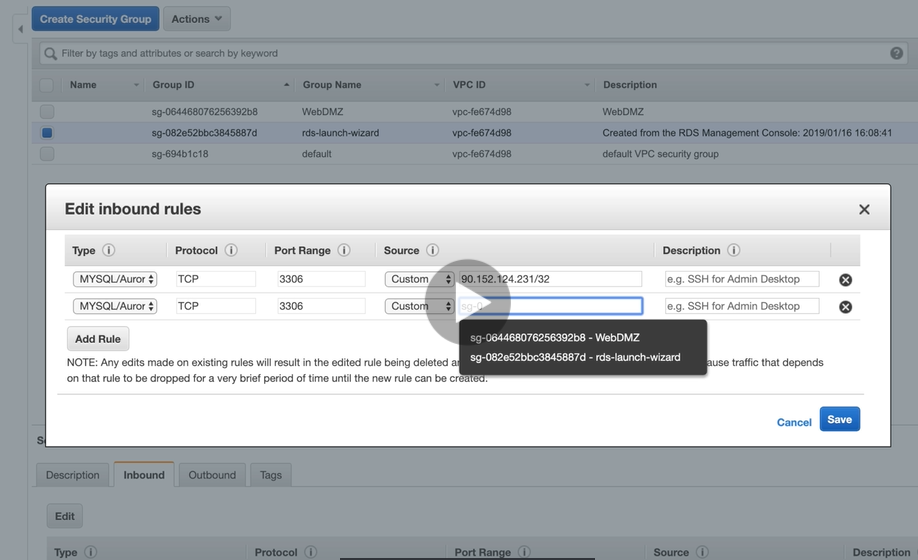 Create Security Group Actions
Filter by tags and attributes or search by keyword
Name Group ID Group Name VPC ID Description
sg-064468076256392b8 WebDMZ vpc-fe674d98 WebDMZ
sg-082e52bbc3845887d rds-launch-wizard vpc-fe674d98 Created from the RDS Management Console: 2019/01/16 16:08:41
sg-694b1c18 default vpc-fe674d98 default VPC security group
Edit inbound rules
Type Protocol Port Range Source Description
MYSQL/Auror TCP 3306 Custom 90.152.124.231/32 e.g. SSH for Admin Desktop
MYSQL/Auror TCP 3306 Custom sg-0 e.g. SSH for Admin Desktop
sg-064468076256392b8 - WebDMZ
sg-082e52bbc3845887d - rds-launch-wizard
Add Rule
NOTE: Any edits made on existing rules will result in the edited rule being deleted traffic that depends
on that rule to be dropped for a very brief period of time until the new rule can be created.
Cancel Save
Description Inbound Outbound Tags
Edit
Type Protocol Port Range Source Description